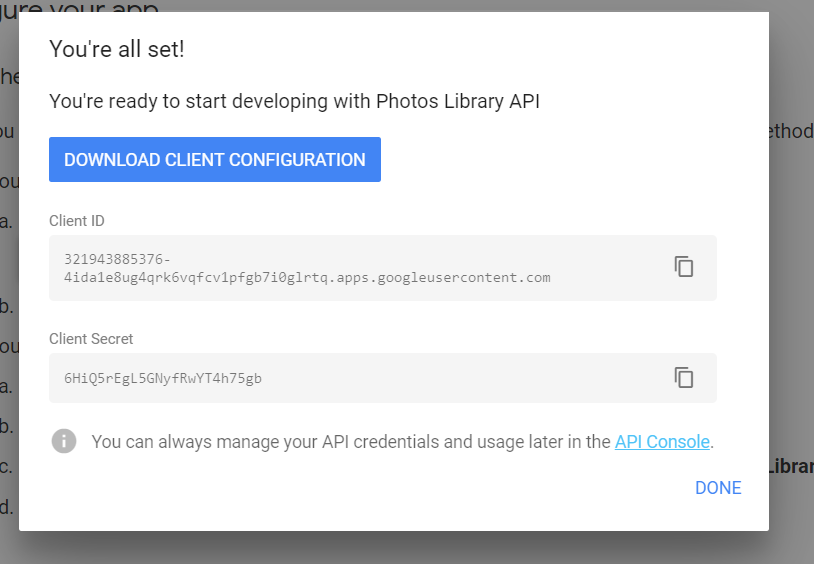 gure your app
You're all set!
he
You're ready to start developing with Photos Library API
ou
ethod
DOWNLOAD CLIENT CONFIGURATION
ou
a.
Client ID
321943885376-
4ida1e8ug4qrk6vqfcv1pfgb7i0glrtq.apps.googleusercontent.com
b.
Client Secret
ou
6HiQ5rEgL5GNyfRwYT4h75gb
a.
b.
You can always manage your API credentials and usage later in the API Console.
c.
Librar
DONE
d.